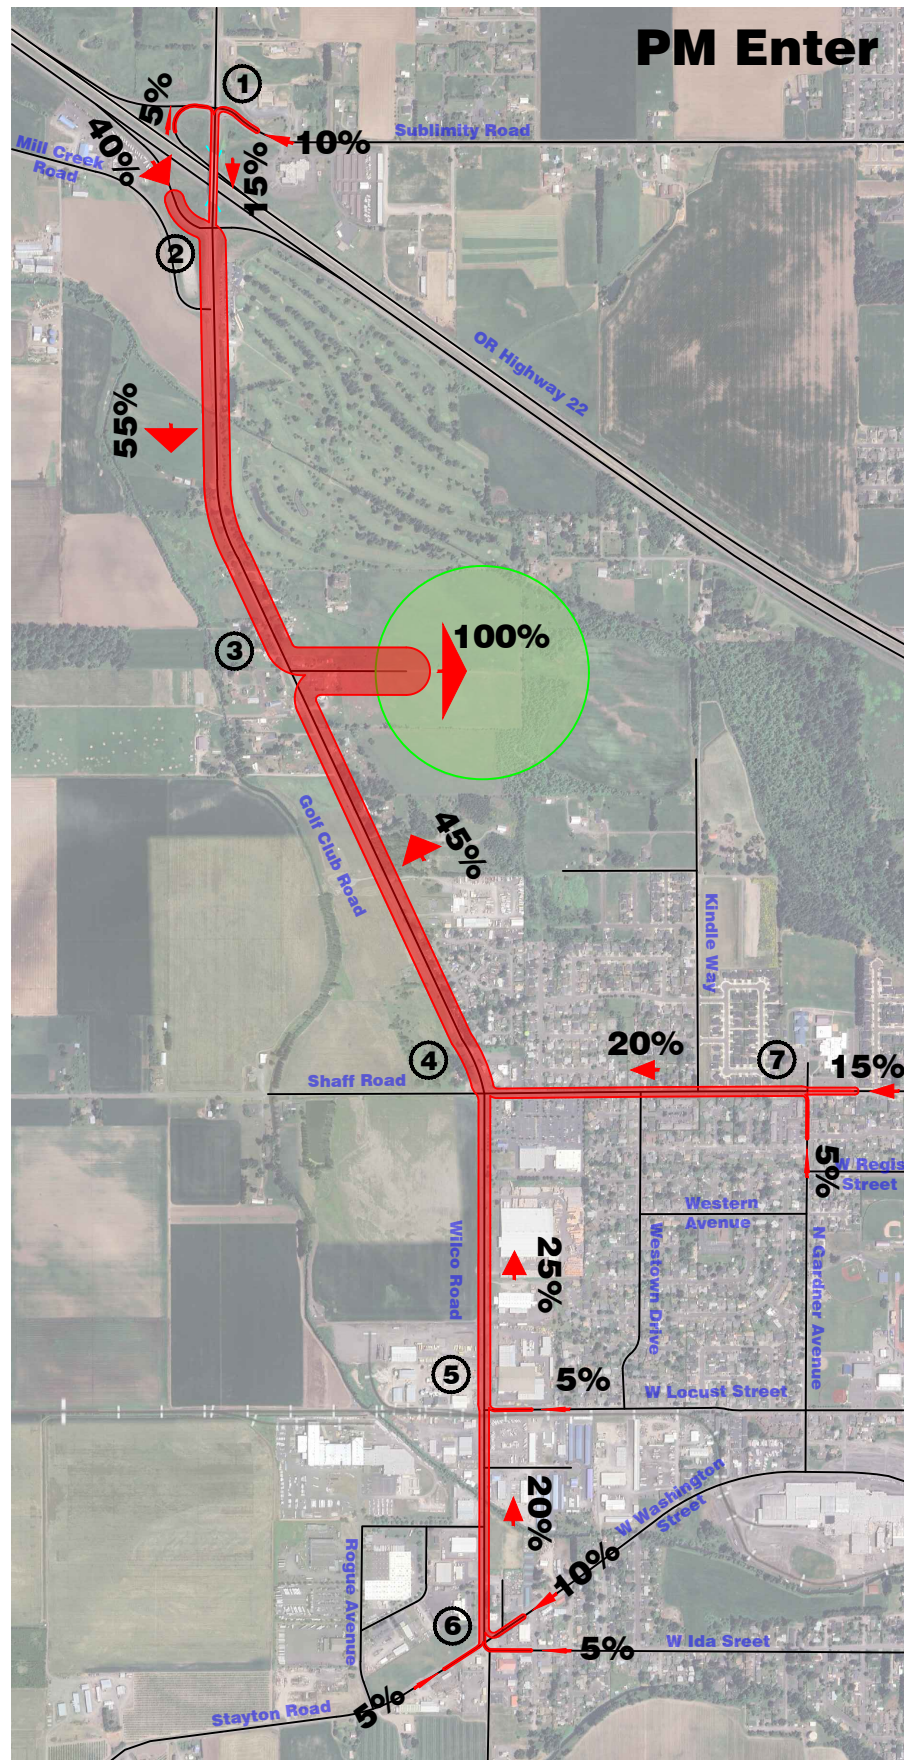 PM Enter
1
5%
Sublimity Road
10%
40%
Mill Creek
Road
15%
2
OR Highway 22
55%
3
100%
45%
Golf Club Road
Kindle Way
4
20%
7
15%
Shaff Road
5%
W Regis
Street
Western
Avenue
Wilco Road
25%
Westown Drive
N Gardner Avenue
5
5%
W Locust Street
20%
W Washington
Street
10%
Rogue Avenue
6
5%
W Ida Sreet
5%
Stayton Road